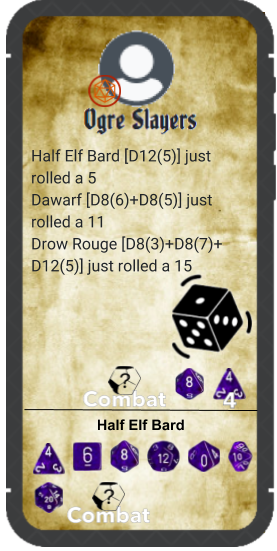 Ogre Slayers
Half Elf Bard [D12(5)] just
rolled a 5
Dawarf [D8(6)+D8(5)] just
rolled a 11
Drow Rouge [D8(3)+D8(7)+
D12(5)] just rolled a 15
? 8 4
Combat 4
Half Elf Bard
4 6 8 12 0 10
20 ?
Combat